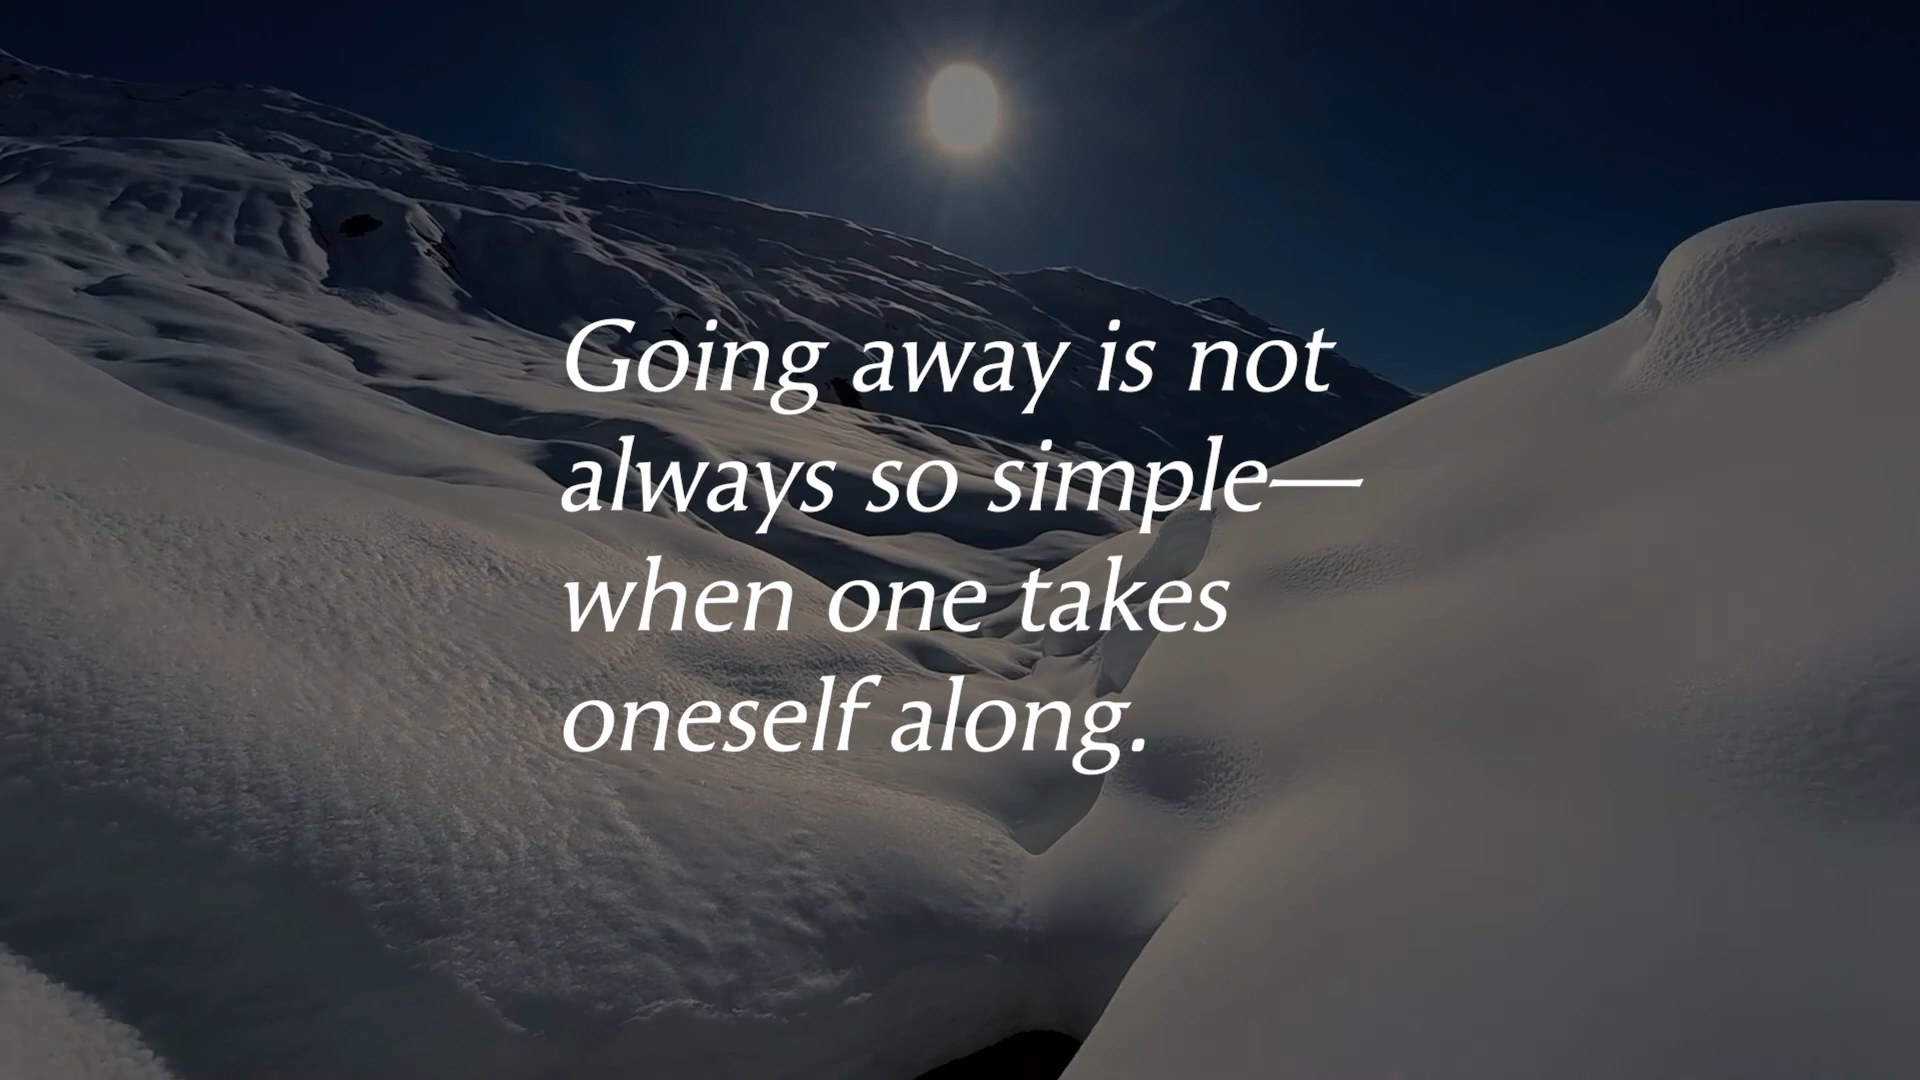 Going away is not
always so simple—
when one takes
oneself along.